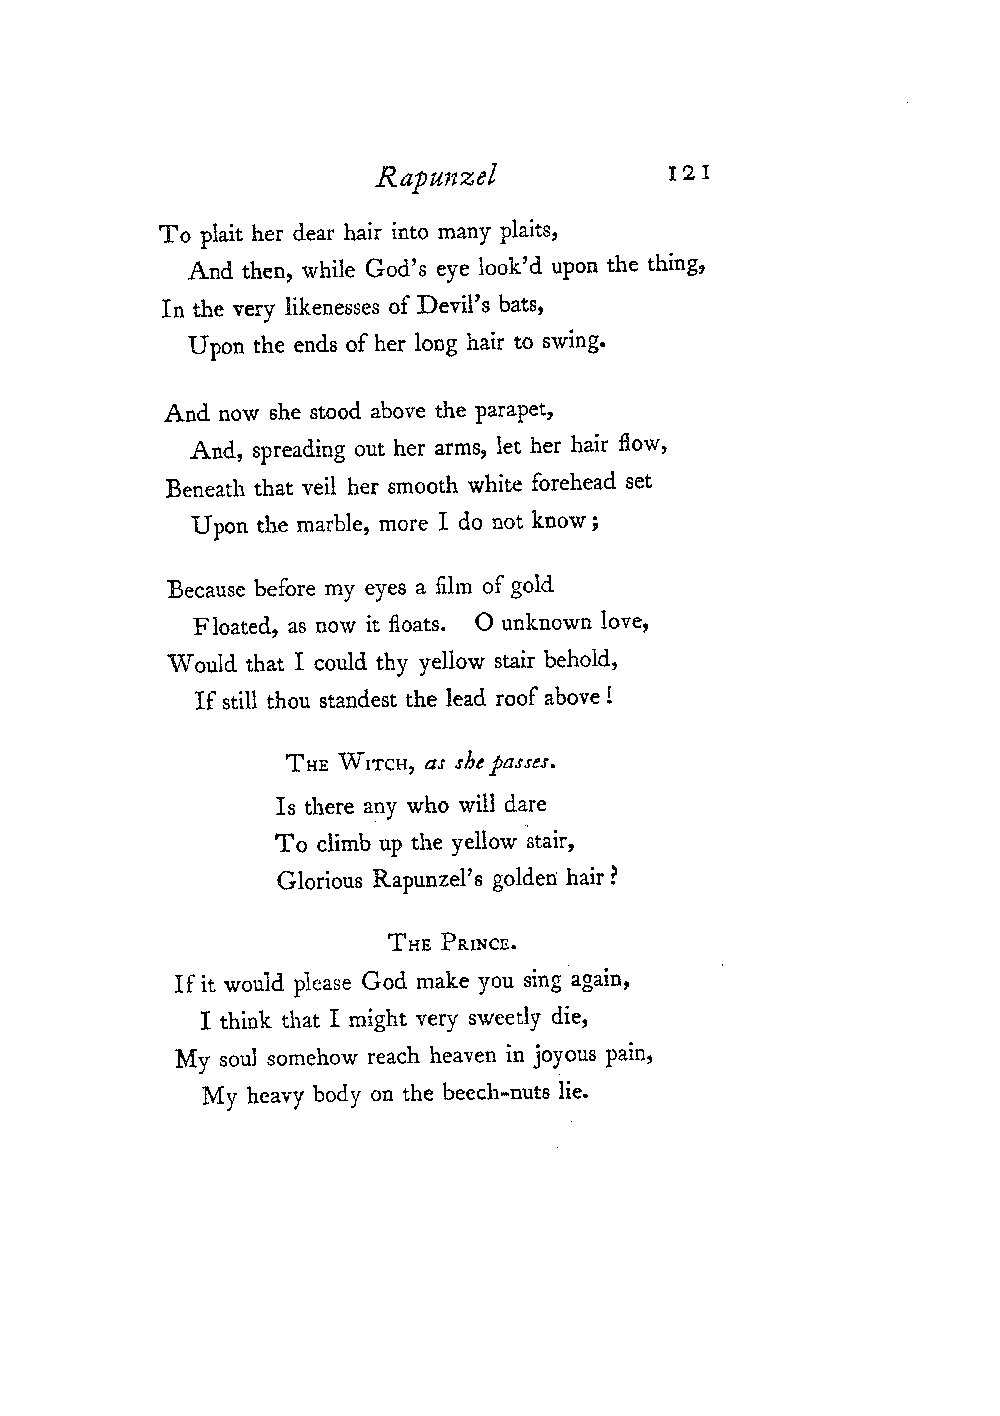 Rapunzel 121
To plait her dear hair into many plaits,
And then, while God's eye look'd upon the thing,
In the very likenesses of Devil's bats,
Upon the ends of her long hair to swing.
And now she stood above the parapet,
And, spreading out her arms, let her hair flow,
Beneath that veil her smooth white forehead set
Upon the marble, more I do not know;
Because before my eyes a film of gold
Floated, as now it floats. O unknown love,
Would that I could thy yellow stair behold,
If still thou standest the lead roof above!
The Witch, as she passes.
Is there any who will dare
To climb up the yellow stair,
Glorious Rapunzel's golden hair?
The Prince.
If it would please God make you sing again,
I think that I might very sweetly die,
My soul somehow reach heaven in joyous pain,
My heavy body on the beech-nuts lie.